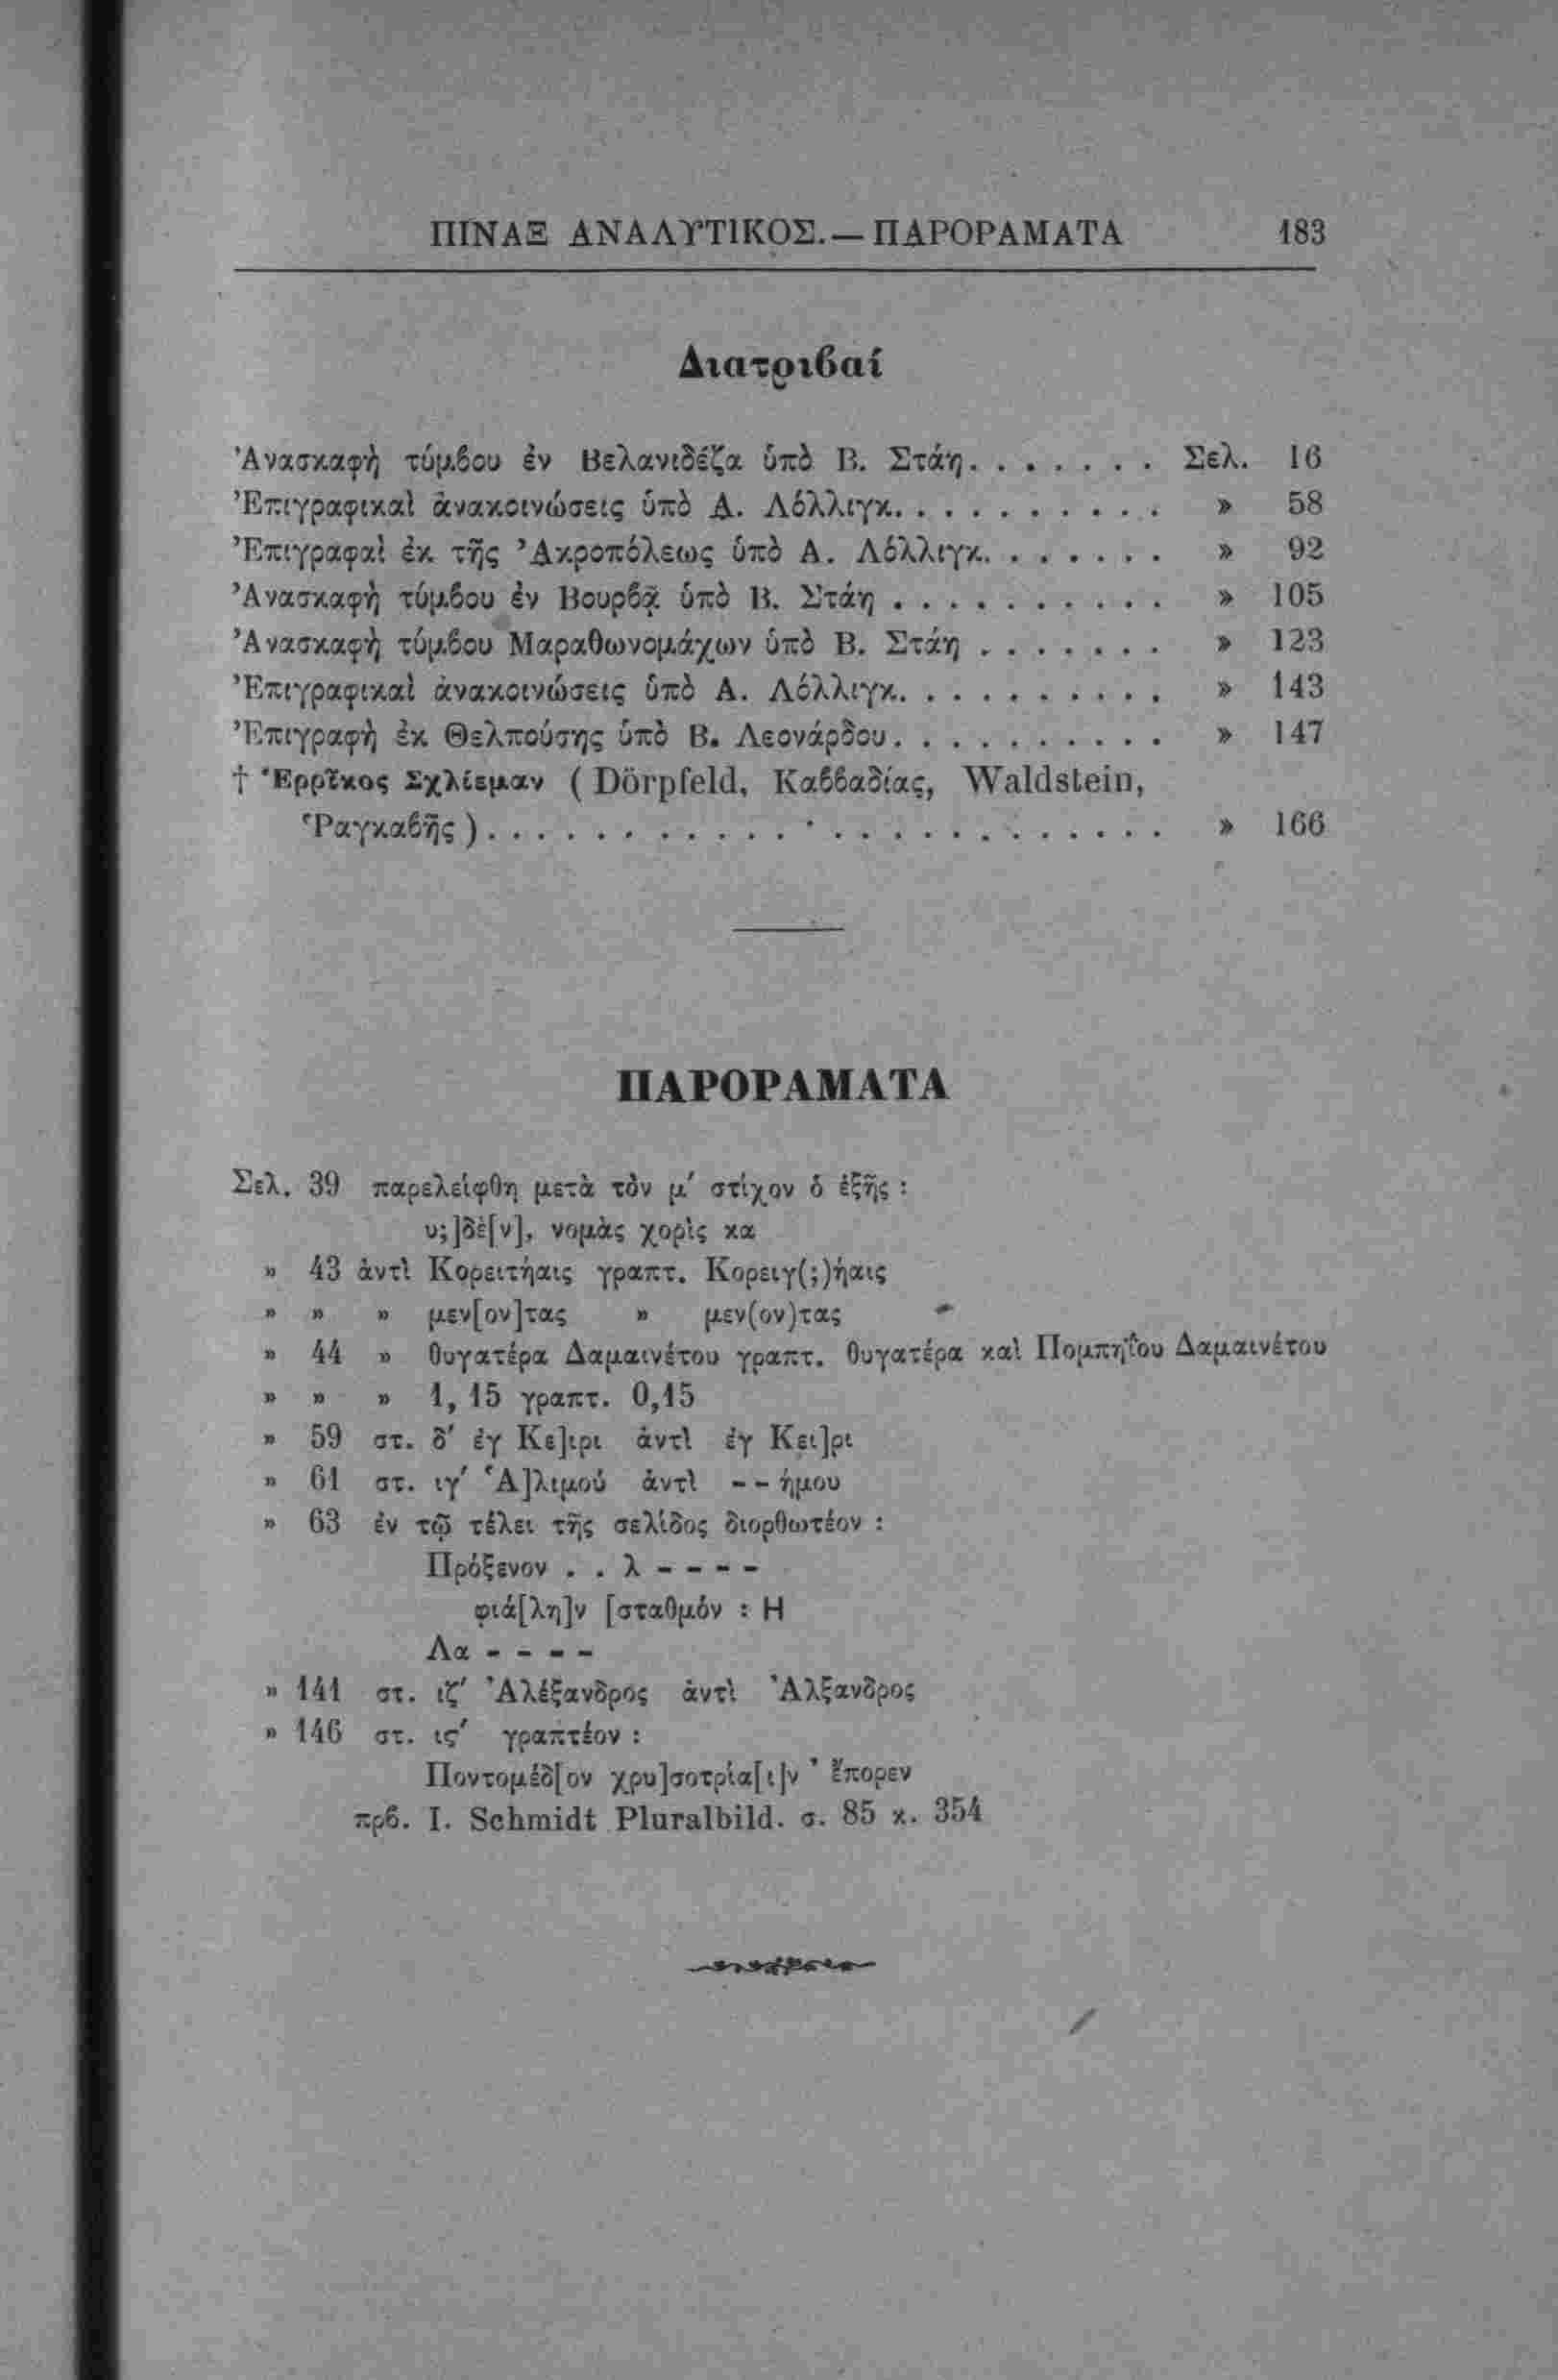 ΠΙΝΑΞ ΑΝΑΛΥΤΙΚΟΣ.— ΠΑΡΟΡΑΜΑΤΑ 183
Διατριβαί
Ἀνασκαφὴ τύμβου ἐν Βελανιδέζα ὑπὸ Β. Στάη. . . . . . . Σελ. 16
Ἐπιγραφικαὶ ἀνακοινώσεις ὑπὸ Δ. Λόλλιγκ. . . . . . . . . . » 58
Ἐπιγραφαὶ ἐκ τῆς Ἀκροπόλεως ὑπὸ Δ. Λόλλιγκ. . . . . . . » 92
Ἀνασκαφὴ τύμβου ἐν Βουρβᾷ ὑπὸ Β. Στάη . . . . . . . . . . » 105
Ἀνασκαφὴ τύμβου Μαραθωνομάχων ὑπὸ Β. Στάη . . . . . . . » 123
Ἐπιγραφικαὶ ἀνακοινώσεις ὑπὸ Δ. Λόλλιγκ. . . . . . . . . . » 143
Ἐπιγραφὴ ἐκ Θελπούσης ὑπὸ Β. Λεονάρδου. . . . . . . . . . » 147
† Ἑρρῖκος Σχλίεμαν ( Dörpfeld, Καββαδίας, Waldstein,
Ῥαγκαβῆς ) . . . . . . . . . . . . . . . . . . . . . . . . » 166
ΠΑΡΟΡΑΜΑΤΑ
Σελ. 39 παρελείφθη μετὰ τὸν μ΄ στίχον ὁ ἑξῆς :
υ;]δὲ[ν], νομὰς χορὶς κα
» 43 ἀντὶ Κορειτήαις γραπτ. Κορειγ(;)ήαις
» » » μεν[ον]τας » μεν(ον)τας
» 44 » θυγατέρα Δαμαινέτου γραπτ. θυγατέρα καὶ Πομπηΐου Δαμαινέτου
» » » 1,15 γραπτ. 0,15
» 59 στ. δ΄ ἐγ Κε]ιρι ἀντὶ ἐγ Κει]ρι
» 61 στ. ιγ΄ Ἁ]λιμού ἀντὶ - - ήμου
» 63 ἐν τῷ τέλει τῆς σελίδος διορθωτέον :
Πρόξενον . . λ - - - -
φιά[λη]ν [σταθμόν : Η
Λα - - - -
» 141 στ. ιζ΄ Ἀλέξανδρος ἀντὶ Ἀλξανδρος
» 146 στ. ις΄ γραπτέον :
Ποντομέδ[ον χρυ]σοτρία[ι]ν ’ ἔπορεν
πρβ. I. Schmidt Pluralbild. σ. 85 κ. 354